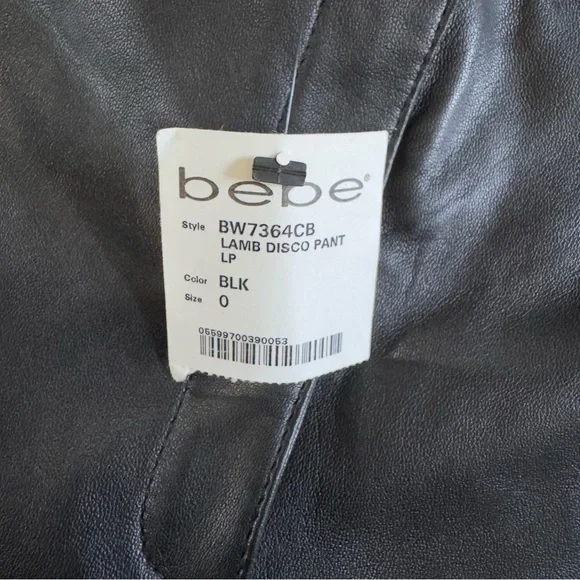 bebe®
Style BW7364CB
LAMB DISCO PANT
LP
Color BLK
Size 0
05599700390053